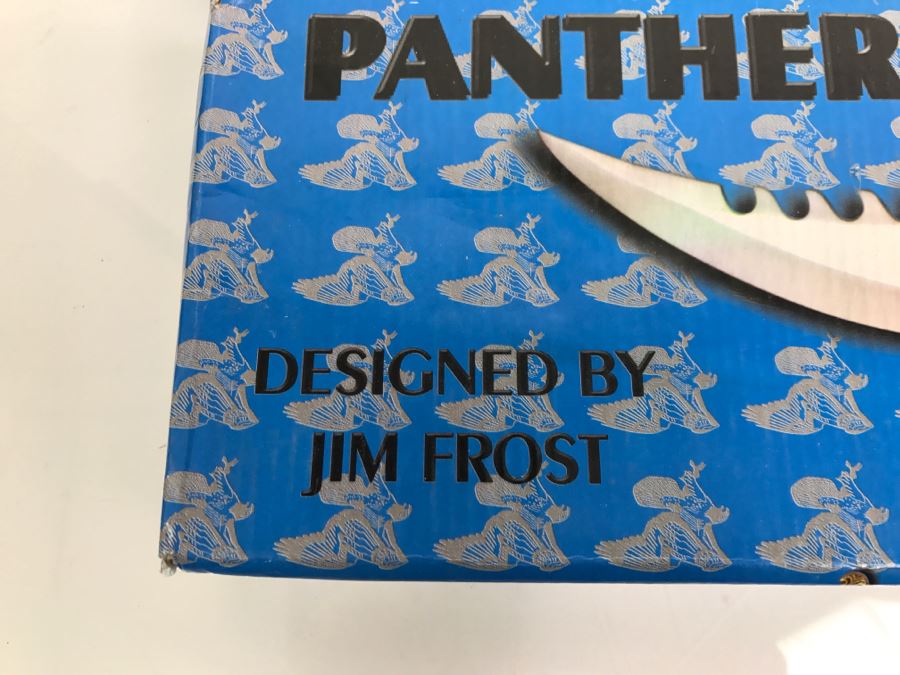 PANTHER
DESIGNED BY
JIM FROST